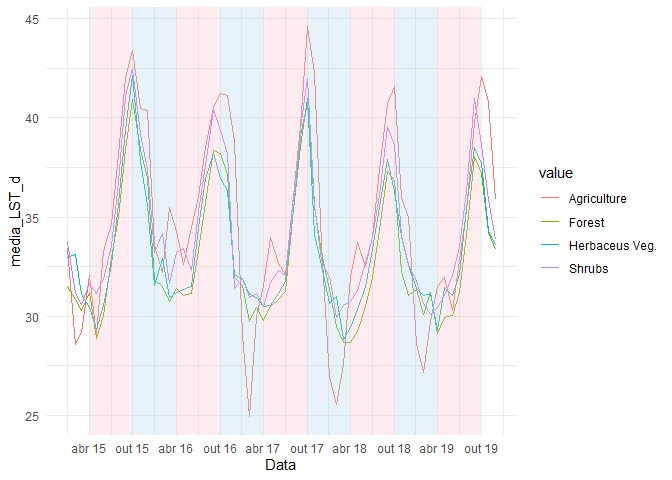 45
40
35
30
25
media_LST_d
abr 15 out 15 abr 16 out 16 abr 17 out 17 abr 18 out 18 abr 19 out 19
Data
value
Agriculture
Forest
Herbaceus Veg.
Shrubs